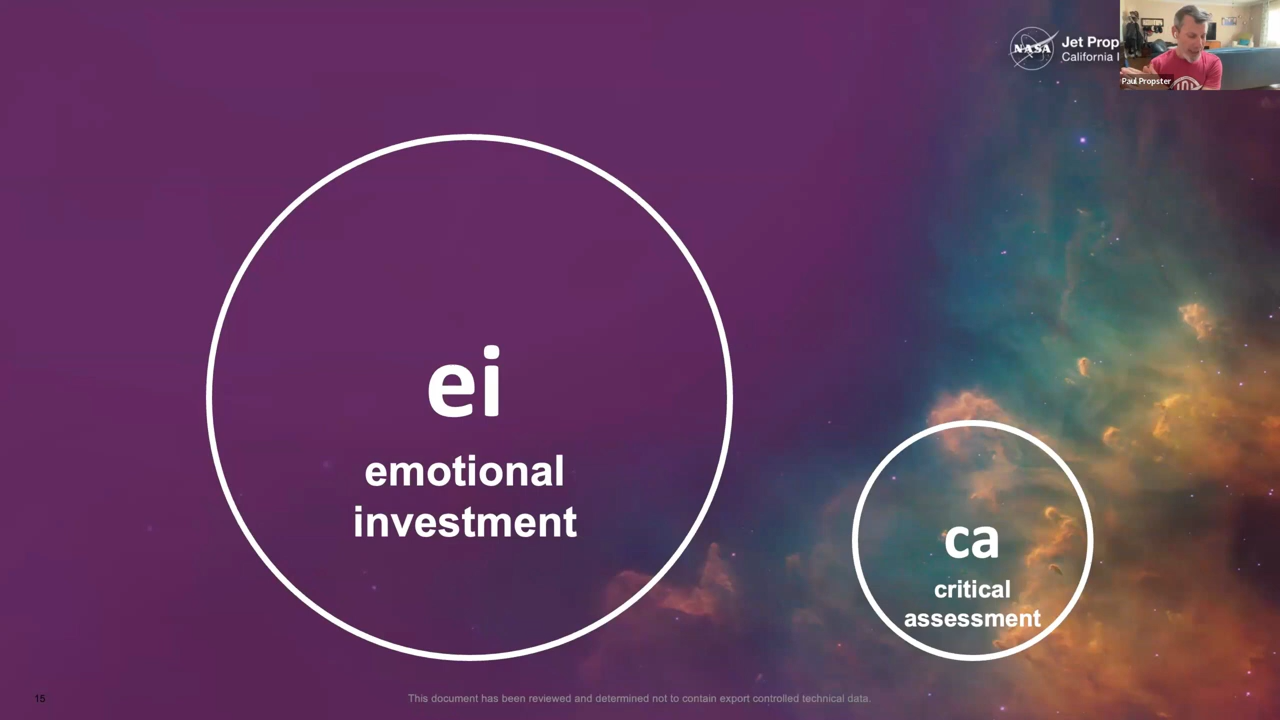 NASA
Jet Prop
California I
Paul Propster
ei
emotional
investment
ca
critical
assessment
15
This document has been reviewed and determined not to contain export controlled technical data.